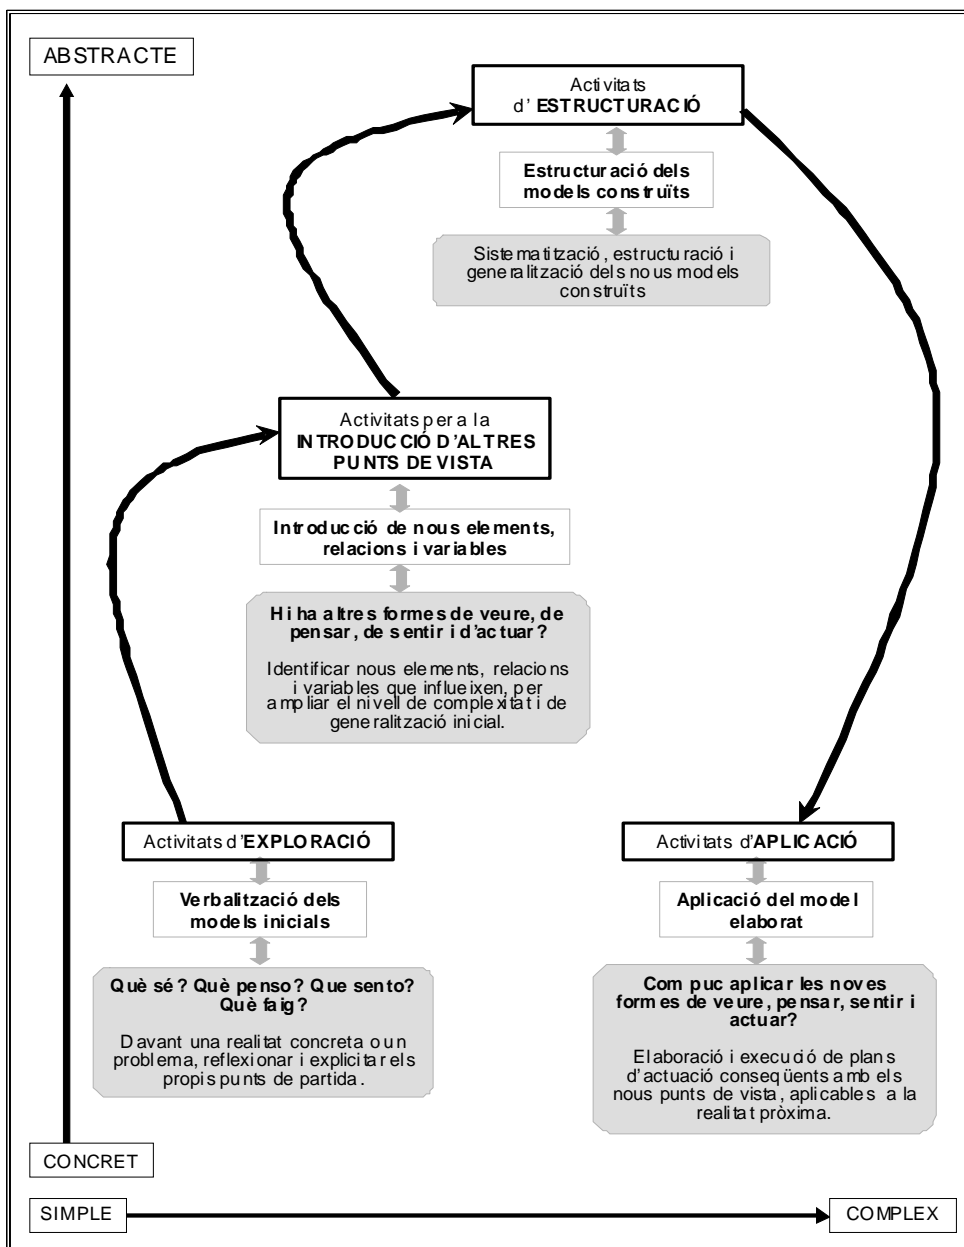 ABSTRACTE
Activitats
d' ESTRUCTURACIÓ
Estructuració dels
models construïts
Sistematització, estructuració i
generalització dels nous models
construïts
Activitats per a la
INTRODUCCIÓ D'ALTRES
PUNTS DE VISTA
Introducció de nous elements,
relacions i variables
Hi ha altres formes de veure, de
pensar, de sentir i d'actuar?
Identificar nous elements, relacions
i variables que influeixen, per
ampliar el nivell de complexitat i de
generalització inicial.
Activitats d'EXPLORACIÓ
Verbalització dels
models inicials
Què sé? Què penso? Que sento?
Què faig?
Davant una realitat concreta o un
problema, reflexionar i explicitar els
propis punts de partida.
Activitats d'APLICACIÓ
Aplicació del model
elaborat
Com puc aplicar les noves
formes de veure, pensar, sentir i
actuar?
Elaboració i execució de plans
d'actuació conseqüents amb els
nous punts de vista, aplicables a la
realitat pròxima.
CONCRET
SIMPLE
COMPLEX